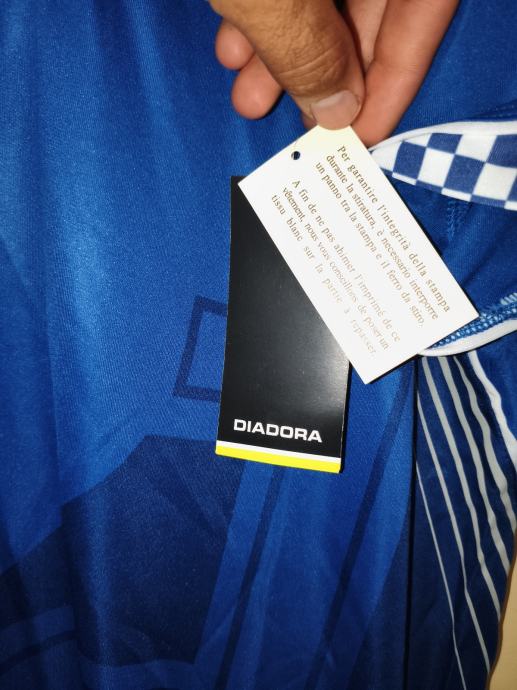 Per garantire l'integrità della stampa
durante la stiratura, è necessario interporre
un panno tra la stampa e il ferro da stiro.
A fin de ne pas abimer l'imprimé de ce
vêtement, nous vous conseillons de poser un
tissu blanc sur la partie à repasser.
DIADORA